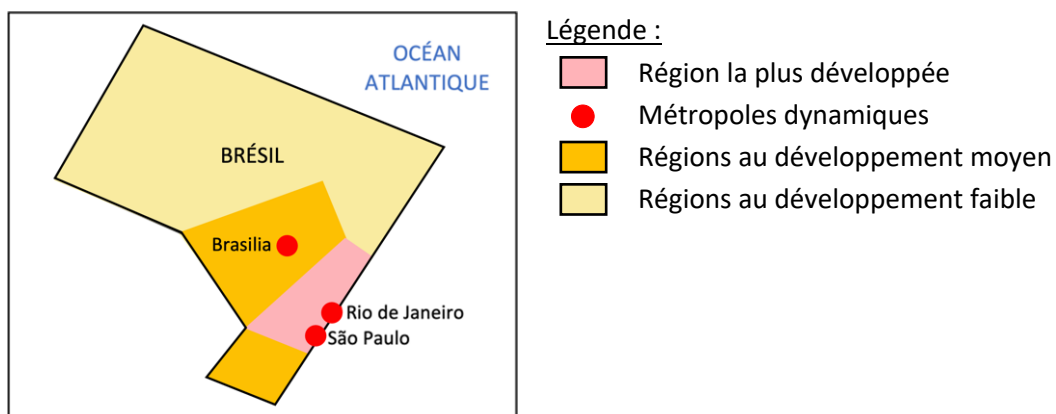 OCÉAN
ATLANTIQUE
BRÉSIL
Brasilia
Rio de Janeiro
São Paulo
Légende :
Région la plus développée
Métropoles dynamiques
Régions au développement moyen
Régions au développement faible